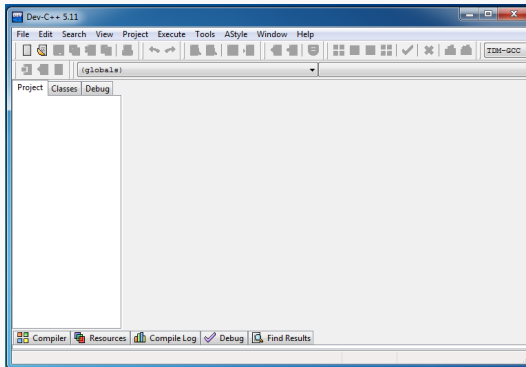 Dev-C++ 5.11
File Edit Search View Project Execute Tools AStyle Window Help
TDM-GCC
(globals)
Project Classes Debug
Compiler Resources Compile Log Debug Find Results